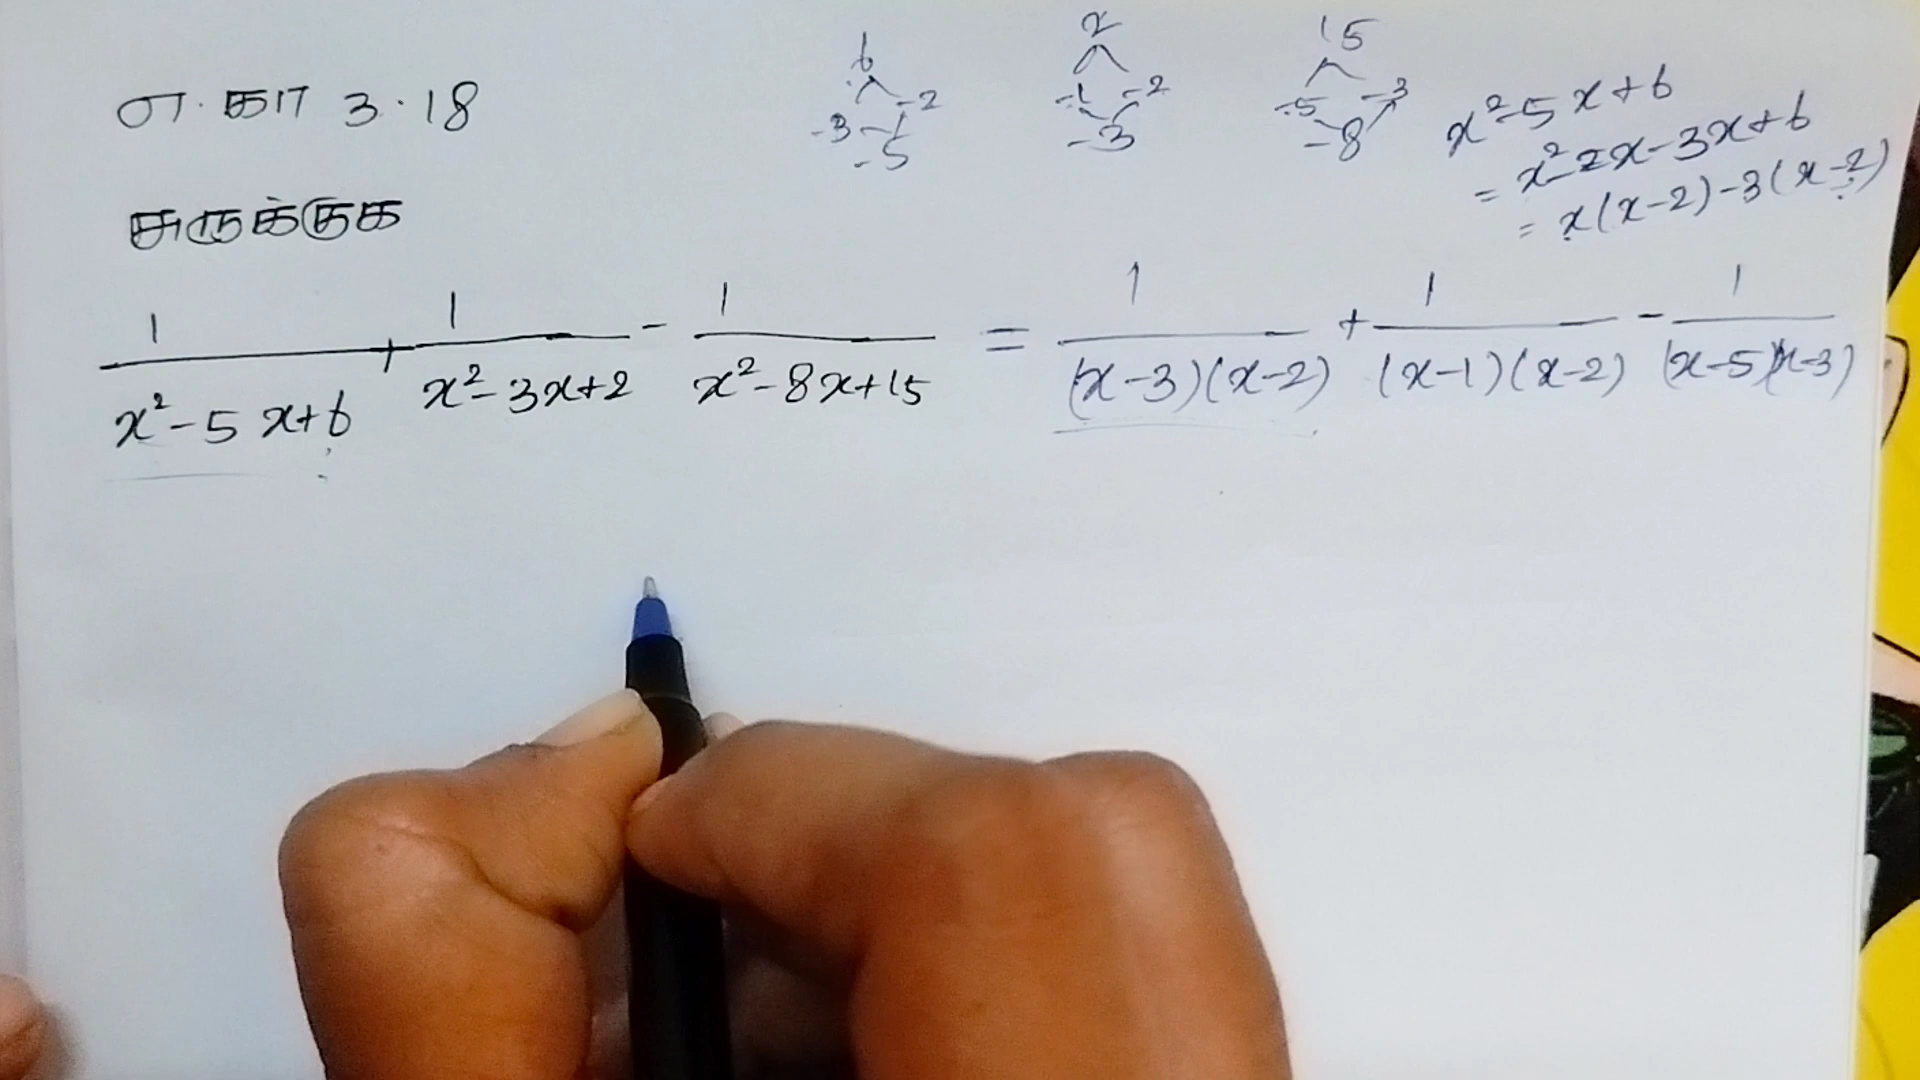 எ. கா 3.18
சுருக்குக
6
-3 -2
-5
2
-1 -2
-3
15
-5 -3
-8
x²-5x+6
= x²-2x-3x+6
= x(x-2)-3(x-2)
1/(x²-5x+6) + 1/(x²-3x+2) - 1/(x²-8x+15) = 1/((x-3)(x-2)) + 1/((x-1)(x-2)) - 1/((x-5)(x-3))